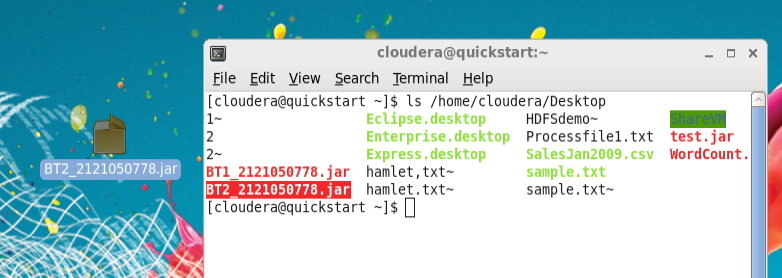 BT2_2121050778.jar
cloudera@quickstart:~
File Edit View Search Terminal Help
[cloudera@quickstart ~]$ ls /home/cloudera/Desktop
1~ Eclipse.desktop HDFSdemo~ ShareVM
2 Enterprise.desktop Processfile1.txt test.jar
2~ Express.desktop SalesJan2009.csv WordCount.
BT1_2121050778.jar hamlet,txt~ sample.txt
BT2_2121050778.jar hamlet.txt~ sample.txt~
[cloudera@quickstart ~]$